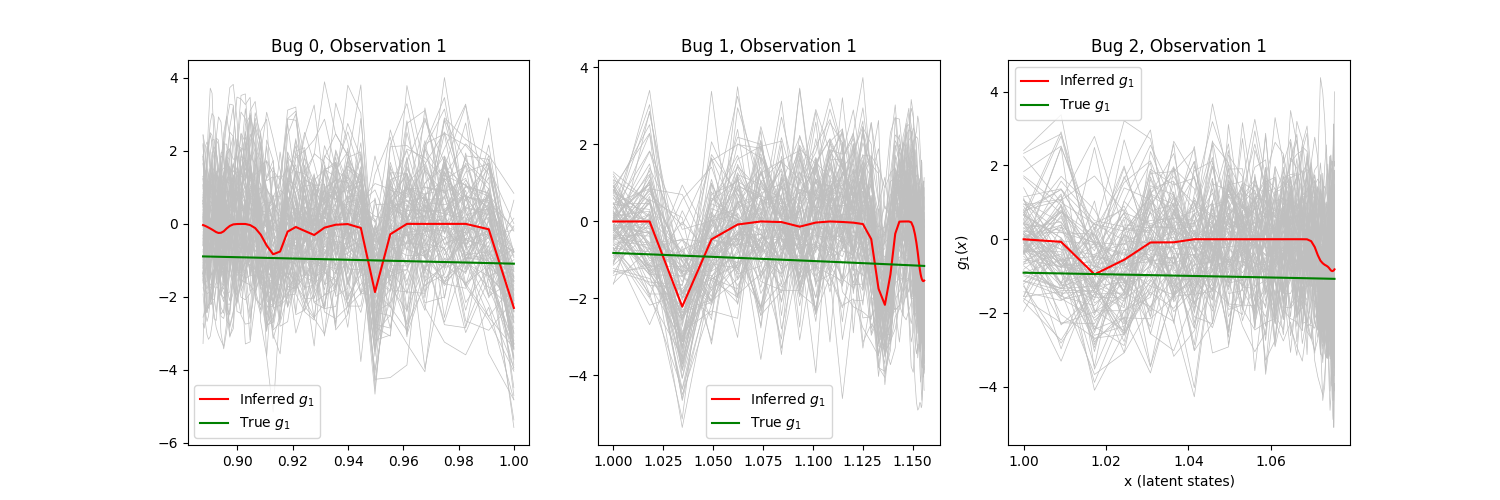 Bug 0, Observation 1
4
2
0
−2
−4
−6
0.90 0.92 0.94 0.96 0.98 1.00
Inferred g₁
True g₁
Bug 1, Observation 1
4
2
0
−2
−4
1.000 1.025 1.050 1.075 1.100 1.125 1.150
Inferred g₁
True g₁
Bug 2, Observation 1
Inferred g₁
True g₁
g₁(x)
4
2
0
−2
−4
1.00 1.02 1.04 1.06
x (latent states)